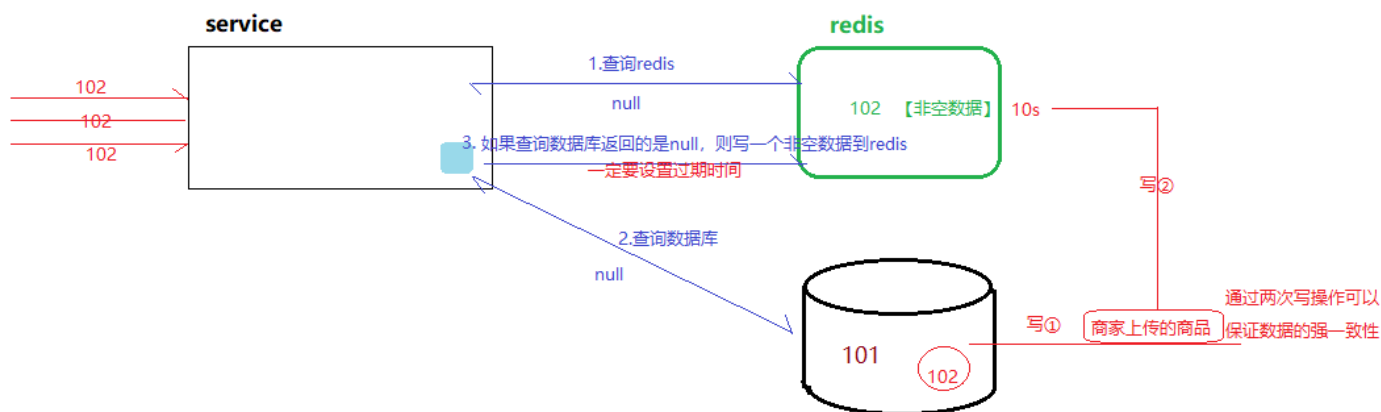 service
redis
102
102
102
1.查询redis
null
102 【非空数据】
10s
3. 如果查询数据库返回的是null，则写一个非空数据到redis
一定要设置过期时间
写②
2.查询数据库
null
101
102
写①
商家上传的商品
通过两次写操作可以
保证数据的强一致性